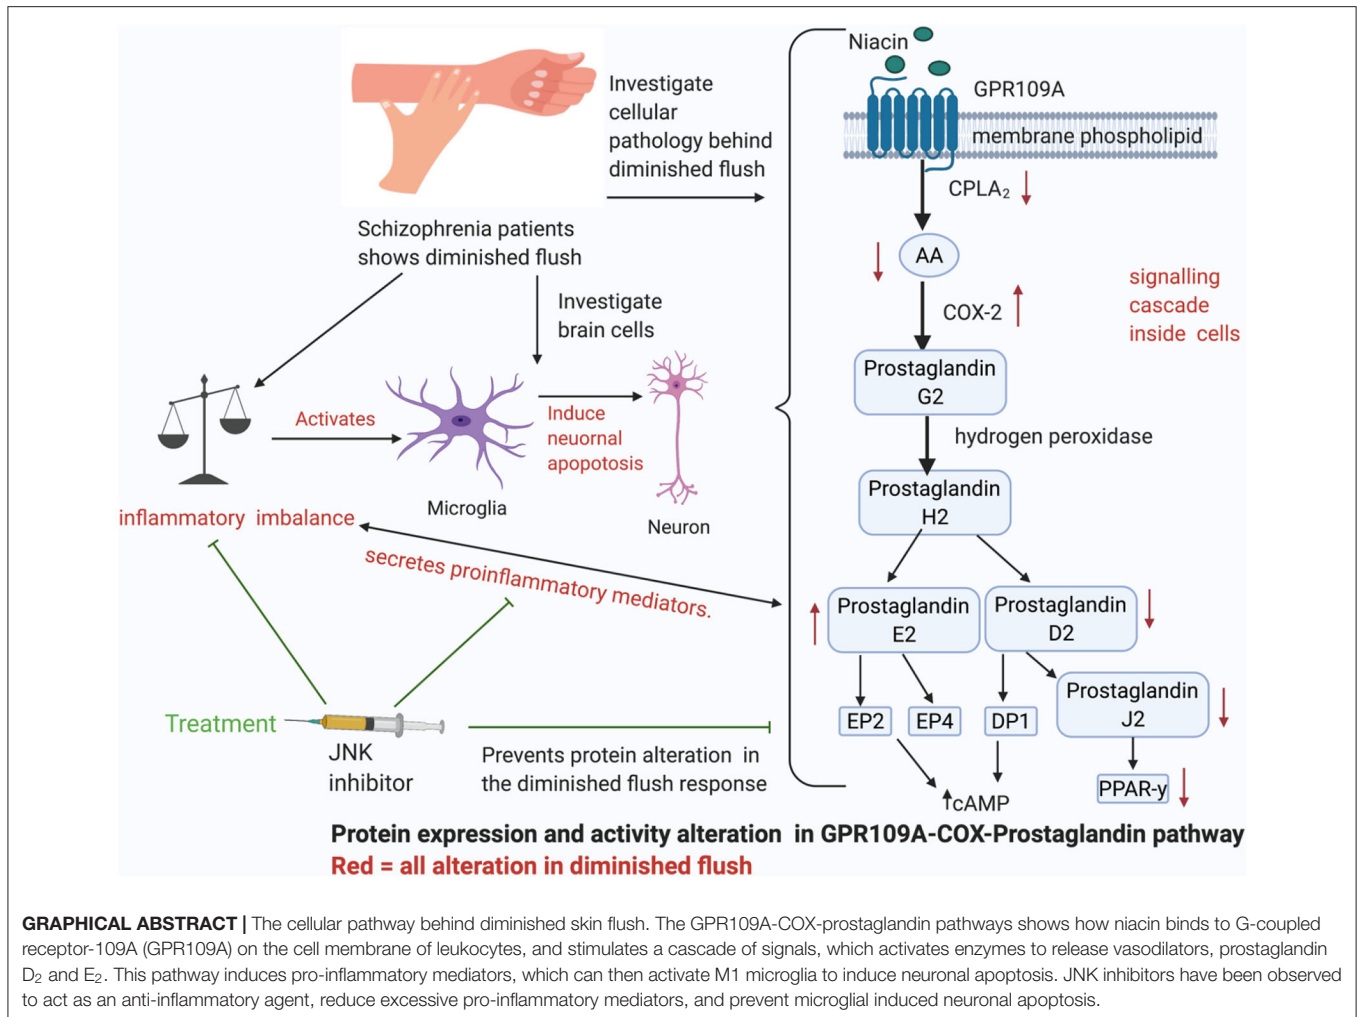 Niacin
GPR109A
membrane phospholipid
CPLA₂
AA
COX-2
signalling
cascade
inside cells
Prostaglandin
G2
hydrogen peroxidase
Prostaglandin
H2
Prostaglandin
E2
Prostaglandin
D2
Prostaglandin
J2
EP2
EP4
DP1
PPAR-y
cAMP
Investigate
cellular
pathology behind
diminished flush
Schizophrenia patients
shows diminished flush
Investigate
brain cells
Activates
Induce
neuornal
apopotosis
Microglia
Neuron
inflammatory imbalance
secretes proinflammatory mediators.
Treatment
JNK
inhibitor
Prevents protein alteration in
the diminished flush response
Protein expression and activity alteration in GPR109A-COX-Prostaglandin pathway
Red = all alteration in diminished flush
GRAPHICAL ABSTRACT | The cellular pathway behind diminished skin flush. The GPR109A-COX-prostaglandin pathways shows how niacin binds to G-coupled
receptor-109A (GPR109A) on the cell membrane of leukocytes, and stimulates a cascade of signals, which activates enzymes to release vasodilators, prostaglandin
D₂ and E₂. This pathway induces pro-inflammatory mediators, which can then activate M1 microglia to induce neuronal apoptosis. JNK inhibitors have been observed
to act as an anti-inflammatory agent, reduce excessive pro-inflammatory mediators, and prevent microglial induced neuronal apoptosis.